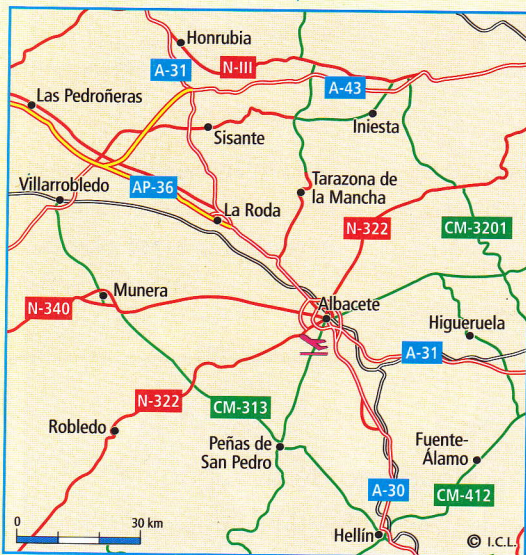 Honrubia
A-31
N-III
A-43
Las Pedroñeras
Sisante
Iniesta
Villarrobledo
AP-36
La Roda
Tarazona de
la Mancha
N-322
CM-3201
Munera
N-340
Albacete
Higueruela
A-31
N-322
CM-313
Robledo
Peñas de
San Pedro
Fuente-
Álamo
A-30
CM-412
Hellín
0 30 km
© I.C.L.